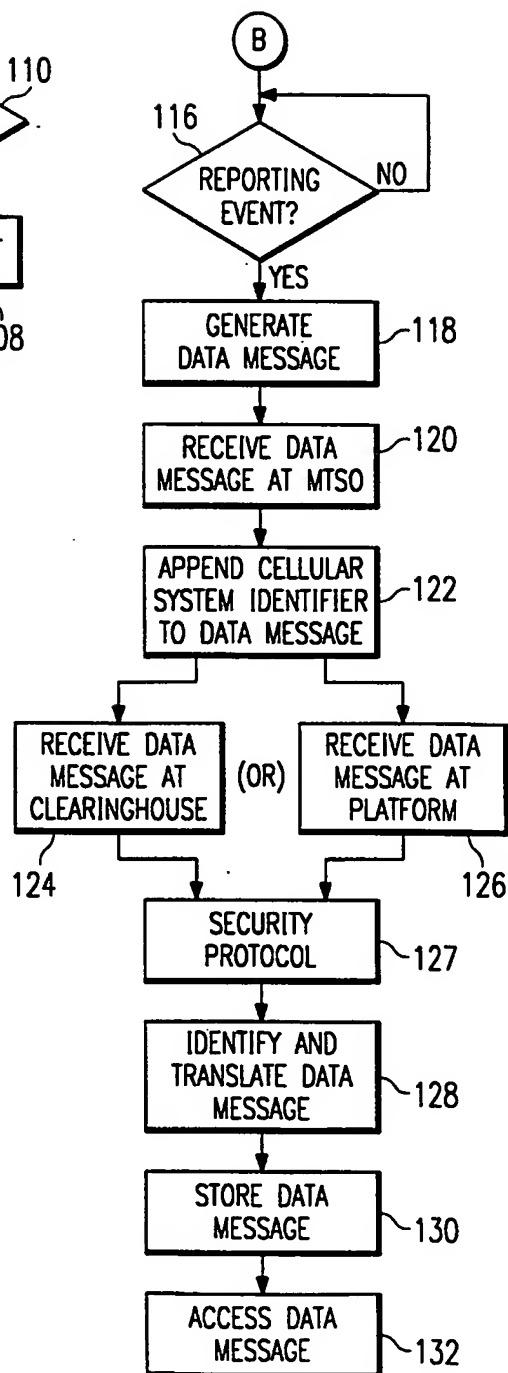 B
110
116
REPORTING
EVENT?
NO
YES
08
GENERATE
DATA MESSAGE
118
RECEIVE DATA
MESSAGE AT MTSO
120
APPEND CELLULAR
SYSTEM IDENTIFIER
TO DATA MESSAGE
122
RECEIVE DATA
MESSAGE AT
CLEARINGHOUSE
124
(OR)
RECEIVE DATA
MESSAGE AT
PLATFORM
126
SECURITY
PROTOCOL
127
IDENTIFY AND
TRANSLATE DATA
MESSAGE
128
STORE DATA
MESSAGE
130
ACCESS DATA
MESSAGE
132